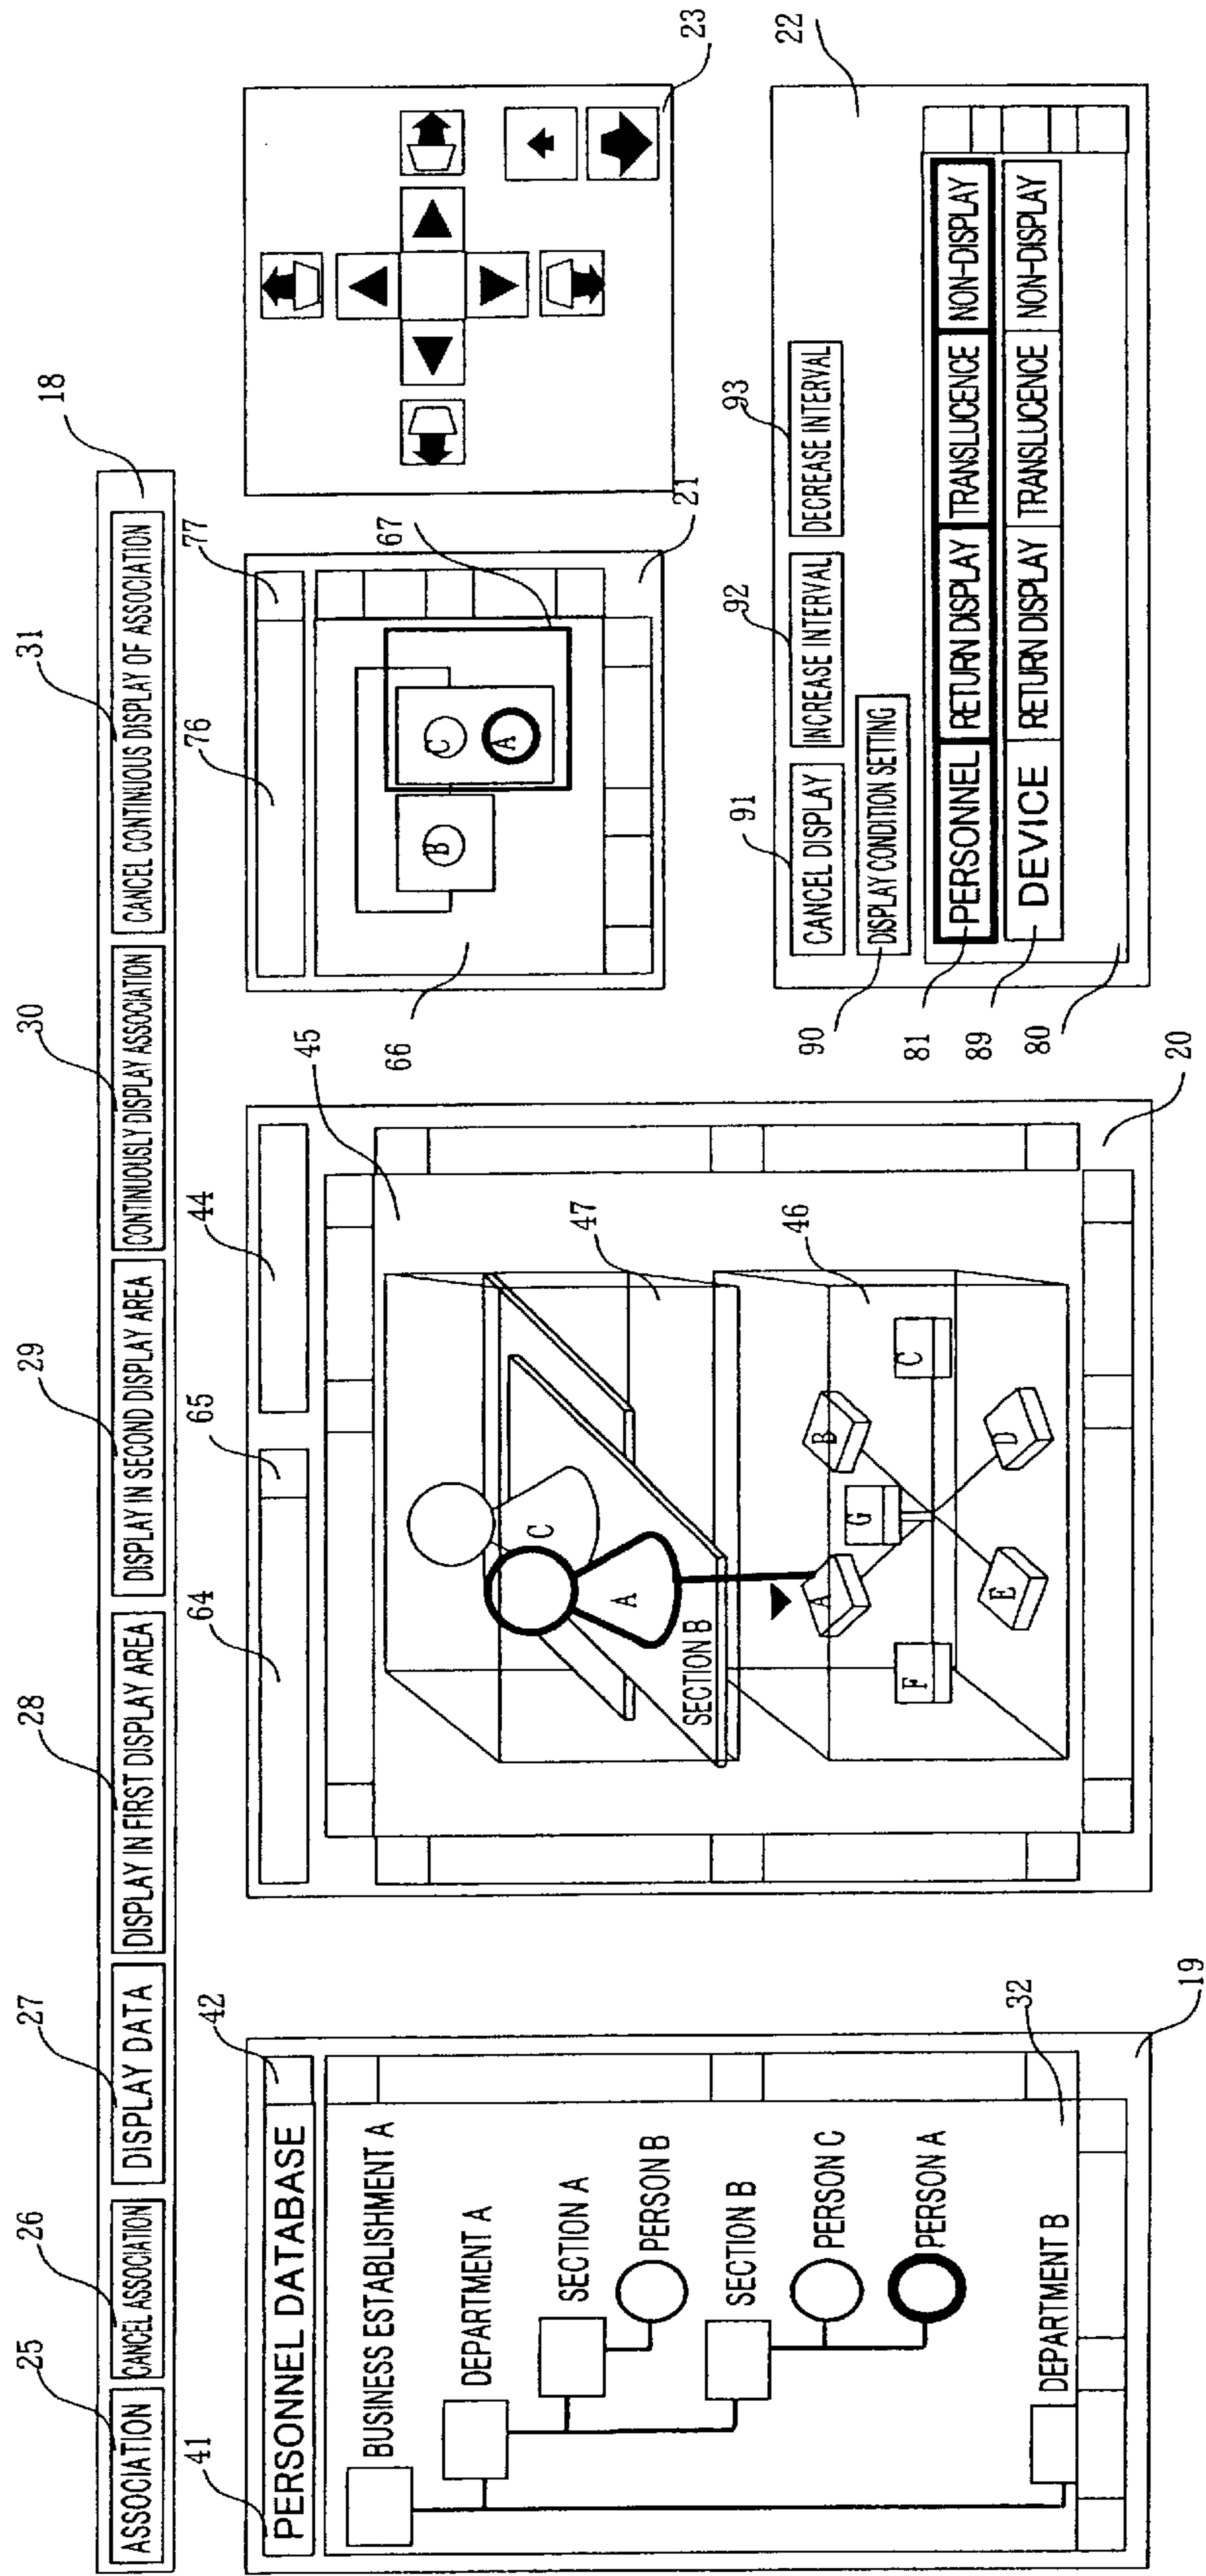 25 26 27 28 29 30 31 18
ASSOCIATION CANCEL ASSOCIATION DISPLAY DATA DISPLAY IN FIRST DISPLAY AREA DISPLAY IN SECOND DISPLAY AREA CONTINUOUSLY DISPLAY ASSOCIATION CANCEL CONTINUOUS DISPLAY OF ASSOCIATION
41 42
PERSONNEL DATABASE
BUSINESS ESTABLISHMENT A
DEPARTMENT A
SECTION A
PERSON B
SECTION B
PERSON C
PERSON A
DEPARTMENT B
32
19
64 65 44
45
C
A
SECTION B
47
46
A
B
C
D
E
F
G
20
76 77
B
C
A
67
66
21
23
91 92 93
22
CANCEL DISPLAY INCREASE INTERVAL DECREASE INTERVAL
90
DISPLAY CONDITION SETTING
81
PERSONNEL RETURN DISPLAY TRANSLUCENCE NON-DISPLAY
89
DEVICE RETURN DISPLAY TRANSLUCENCE NON-DISPLAY
80